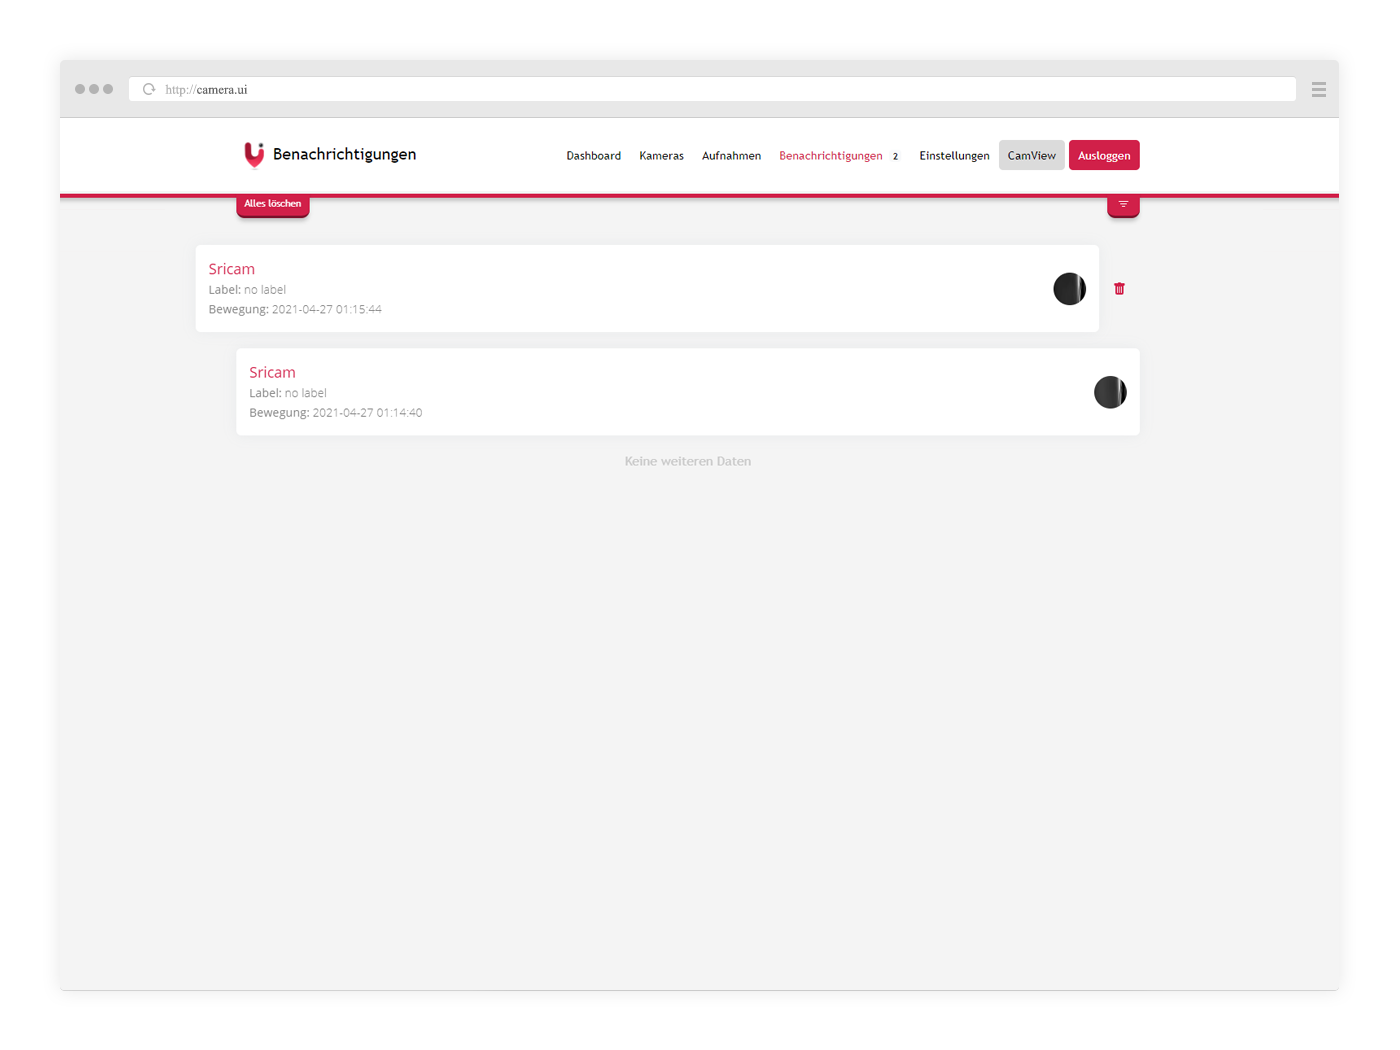 http://camera.ui
Benachrichtigungen
Dashboard Kameras Aufnahmen Benachrichtigungen 2 Einstellungen CamView Ausloggen
Alles löschen
Sricam
Label: no label
Bewegung: 2021-04-27 01:15:44
Sricam
Label: no label
Bewegung: 2021-04-27 01:14:40
Keine weiteren Daten